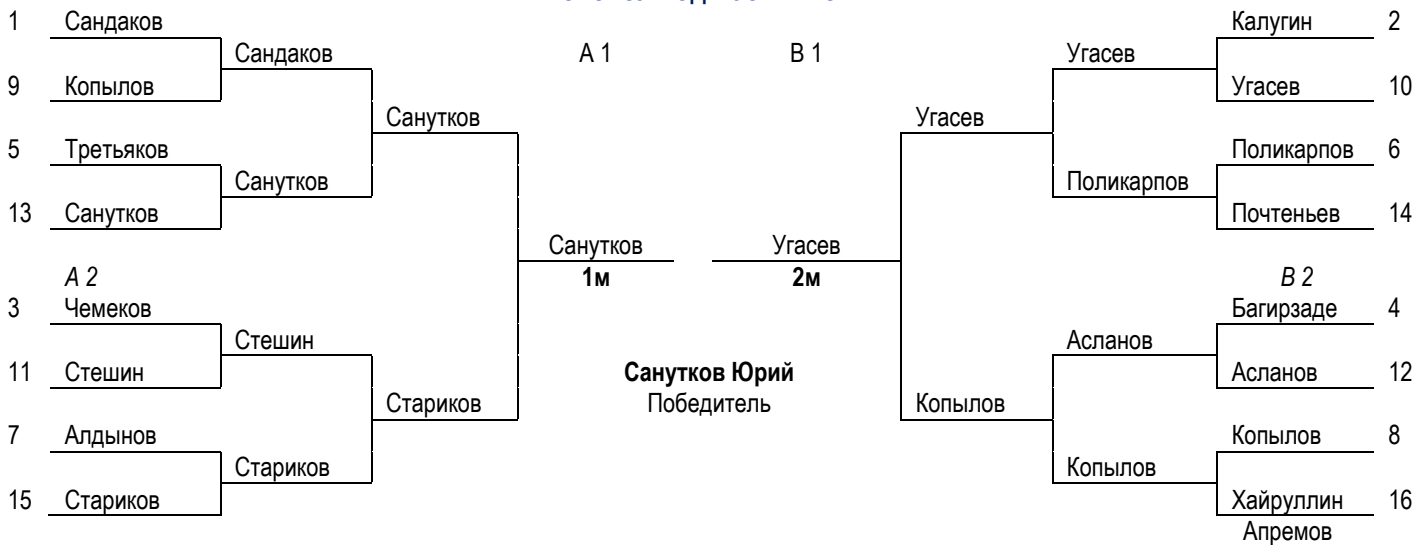 1 Сандаков Калугин 2
Сандаков А 1 В 1 Угасев
9 Копылов Угасев 10
Санутков Угасев
5 Третьяков Поликарпов 6
Санутков Поликарпов
13 Санутков Почтеньев 14
Санутков Угасев
1м 2м
А 2 В 2
3 Чемеков Багирзаде 4
Стешин Асланов
11 Стешин Санутков Юрий Асланов 12
Стариков Победитель Копылов
7 Алдынов Копылов 8
Стариков Копылов
15 Стариков Хайруллин 16
Апремов